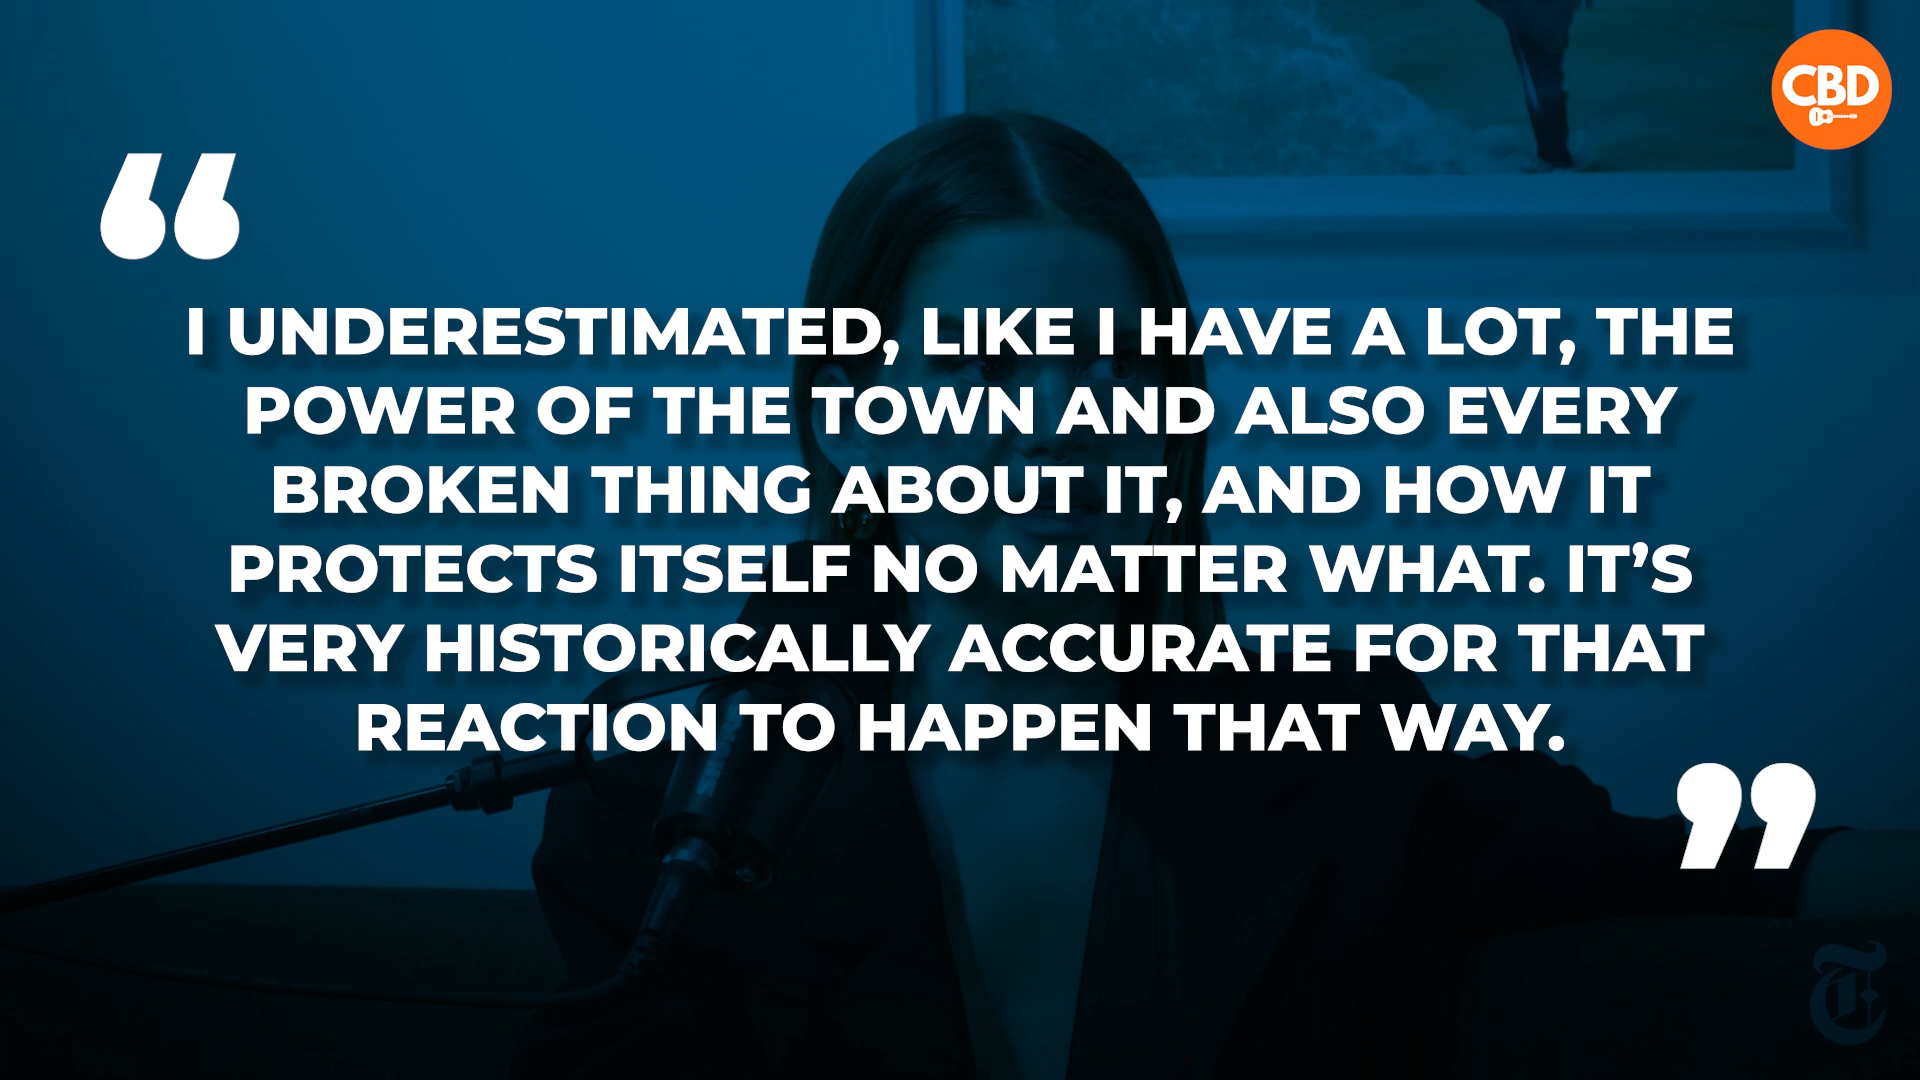 CBD
“
I UNDERESTIMATED, LIKE I HAVE A LOT, THE
POWER OF THE TOWN AND ALSO EVERY
BROKEN THING ABOUT IT, AND HOW IT
PROTECTS ITSELF NO MATTER WHAT. IT’S
VERY HISTORICALLY ACCURATE FOR THAT
REACTION TO HAPPEN THAT WAY.
”
T